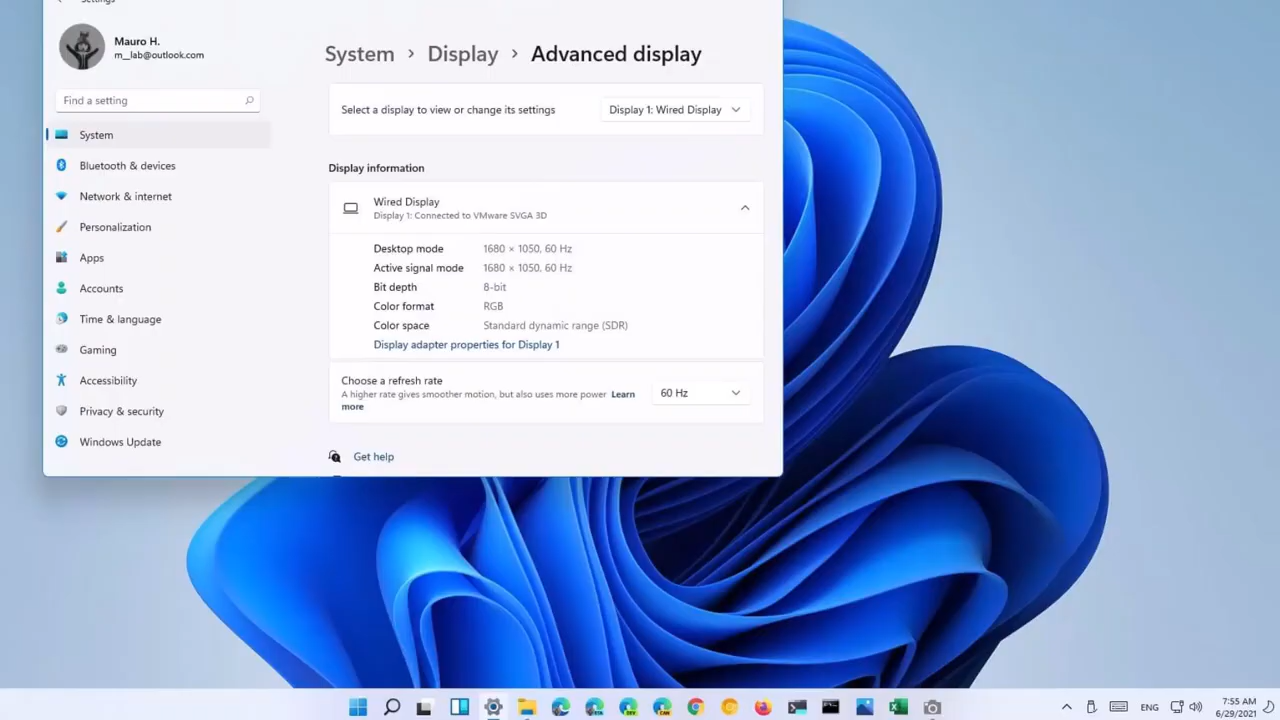 Settings
Mauro H.
m_lab@outlook.com
Find a setting
System
Bluetooth & devices
Network & internet
Personalization
Apps
Accounts
Time & language
Gaming
Accessibility
Privacy & security
Windows Update
System > Display > Advanced display
Select a display to view or change its settings Display 1: Wired Display
Display information
Wired Display
Display 1: Connected to VMware SVGA 3D
Desktop mode 1680 × 1050, 60 Hz
Active signal mode 1680 × 1050, 60 Hz
Bit depth 8-bit
Color format RGB
Color space Standard dynamic range (SDR)
Display adapter properties for Display 1
Choose a refresh rate
A higher rate gives smoother motion, but also uses more power Learn
more
60 Hz
Get help
BETA
DEV
CAN
ENG
7:55 AM
6/29/2021